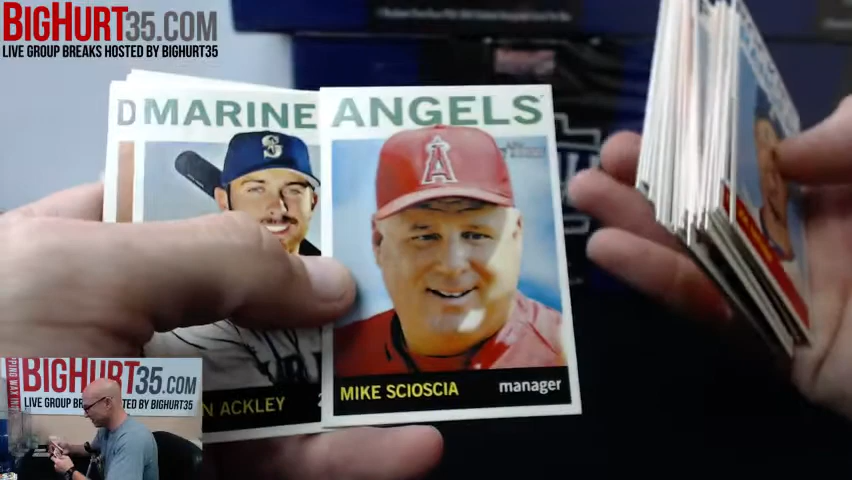 BIGHURT35.COM
LIVE GROUP BREAKS HOSTED BY BIGHURT35
D
MARINE
ANGELS
S
A
MIKE SCIOSCIA manager
N ACKLEY 2
BIGHURT35.COM
LIVE GROUP BREAKS HOSTED BY BIGHURT35